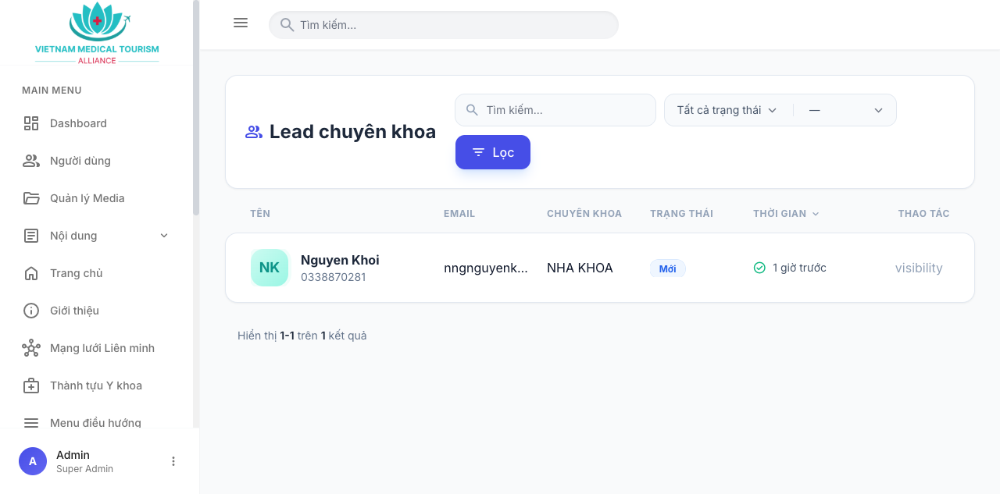 VIETNAM MEDICAL TOURISM
ALLIANCE
MAIN MENU
Dashboard
Người dùng
Quản lý Media
Nội dung
Trang chủ
Giới thiệu
Mạng lưới Liên minh
Thành tựu Y khoa
Menu điều hướng
A
Admin
Super Admin
Tìm kiếm...
Lead chuyên khoa
Tìm kiếm...
Tất cả trạng thái
—
Lọc
TÊN EMAIL CHUYÊN KHOA TRẠNG THÁI THỜI GIAN THAO TÁC
NK
Nguyen Khoi
0338870281
nngnguyenk... NHA KHOA Mới 1 giờ trước visibility
Hiển thị 1-1 trên 1 kết quả